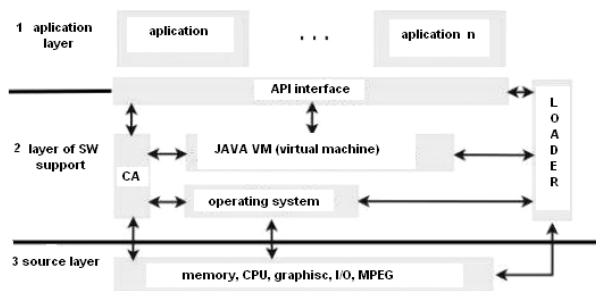 1 aplication
layer
aplication
...
aplication n
API interface
LOADER
2 layer of SW
support
CA
JAVA VM (virtual machine)
operating system
3 source layer
memory, CPU, graphisc, I/O, MPEG